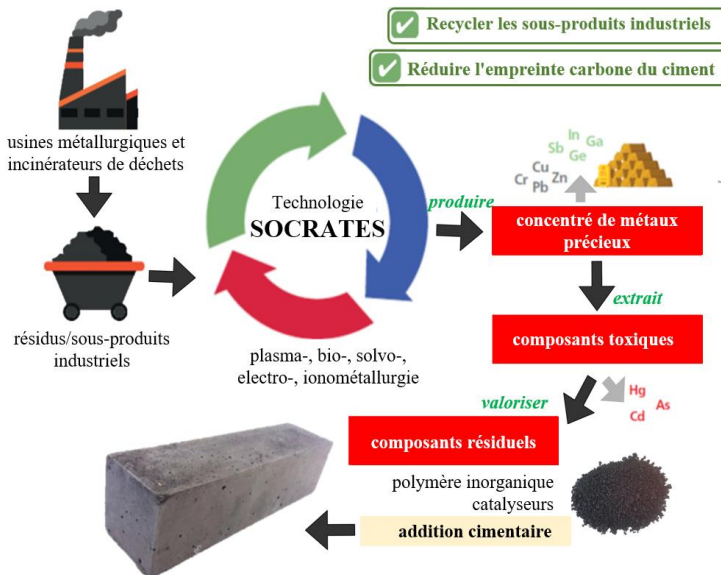 ✓ Recycler les sous-produits industriels
✓ Réduire l'empreinte carbone du ciment
usines métallurgiques et
incinérateurs de déchets
résidus/sous-produits
industriels
Technologie
SOCRATES
plasma-, bio-, solvo-,
electro-, ionométallurgie
produire
In
Ga
Sb
Ge
Cu
Cr
Zn
Pb
concentré de métaux
précieux
extrait
composants toxiques
Hg
As
Cd
valoriser
composants résiduels
polymère inorganique
catalyseurs
addition cimentaire